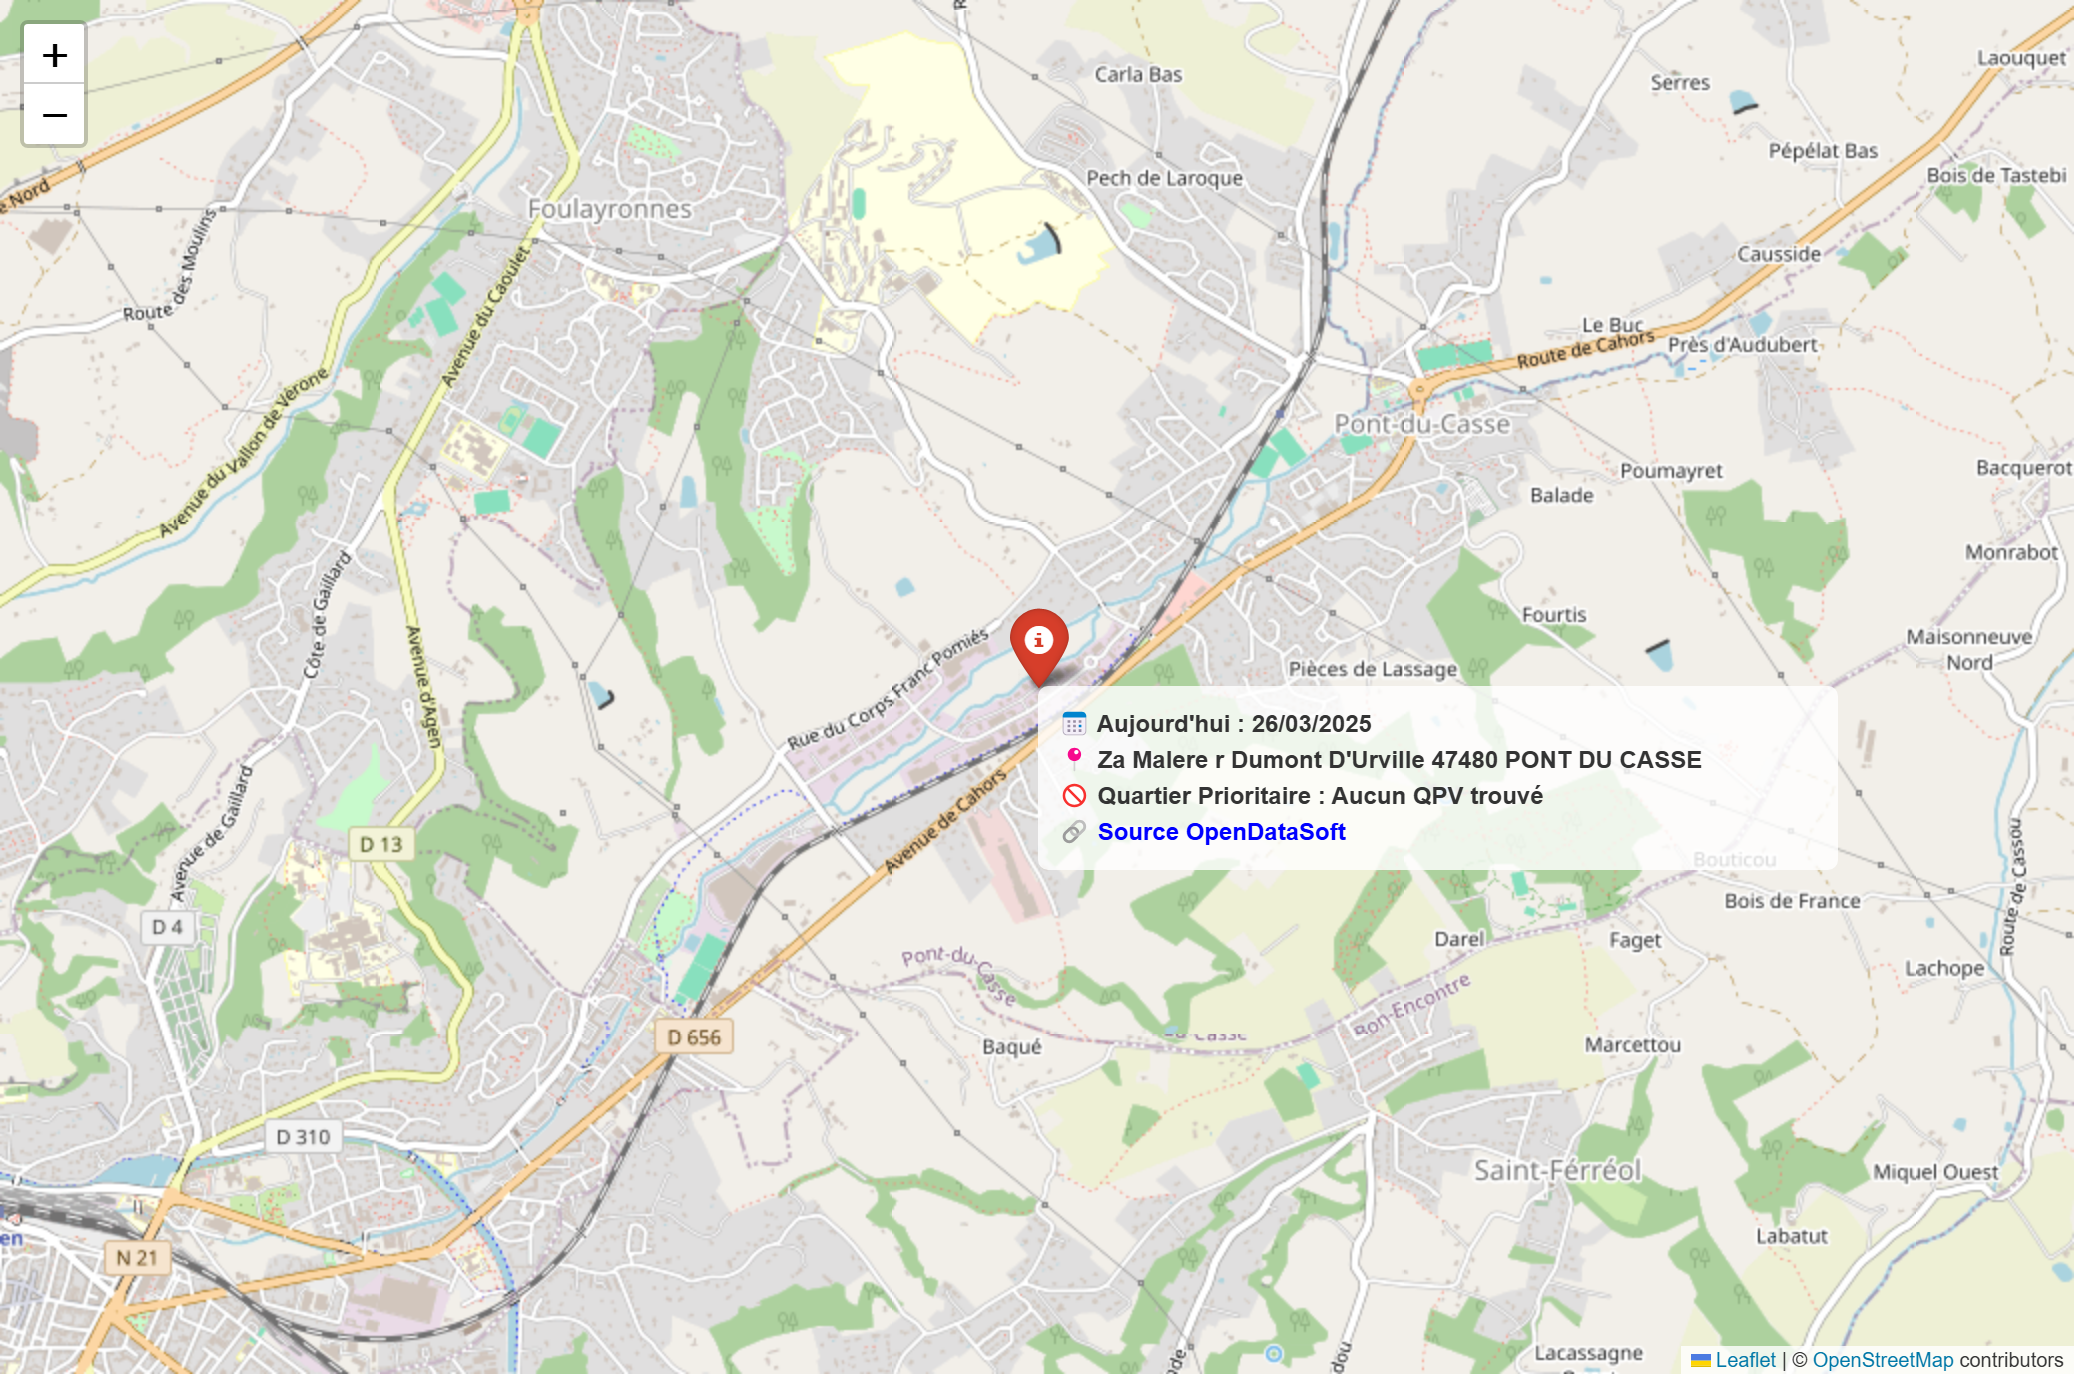 +
−
Carla Bas
Serres
Laouquet
Pépélat Bas
Bois de Tastebi
Pech de Laroque
e Nord
Foulayronnes
Route des Moulins
Avenue du Caoulet
Causside
Le Buc
Route de Cahors
Près d'Audubert
Avenue du Vallon de Vérone
Pont-du-Casse
Poumayret
Bacquerot
Balade
Monrabot
Côte de Gaillard
Fourtis
Avenue d'Agen
Rue du Corps Franc Pomiés
Maisonneuve
Nord
Pièces de Lassage
Aujourd'hui : 26/03/2025
Za Malere r Dumont D'Urville 47480 PONT DU CASSE
Quartier Prioritaire : Aucun QPV trouvé
Source OpenDataSoft
Avenue de Gaillard
Avenue de Cahors
D 13
Bouticou
Route de Cassou
Bois de France
D 4
Darel
Faget
Pont-du-Casse
Lachope
Bon-Encontre
D 656
Baqué
Marcettou
D 310
Saint-Férréol
Miquel Ouest
Labatut
en
N 21
nde
dou
Lacassagne
Leaflet | © OpenStreetMap contributors